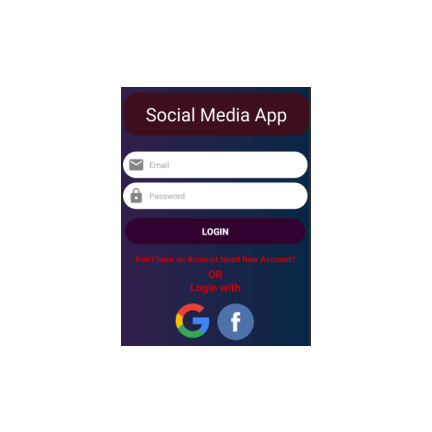 Social Media App
Email
Password
LOGIN
Don't have an Account,Need New Account?
OR
Login with